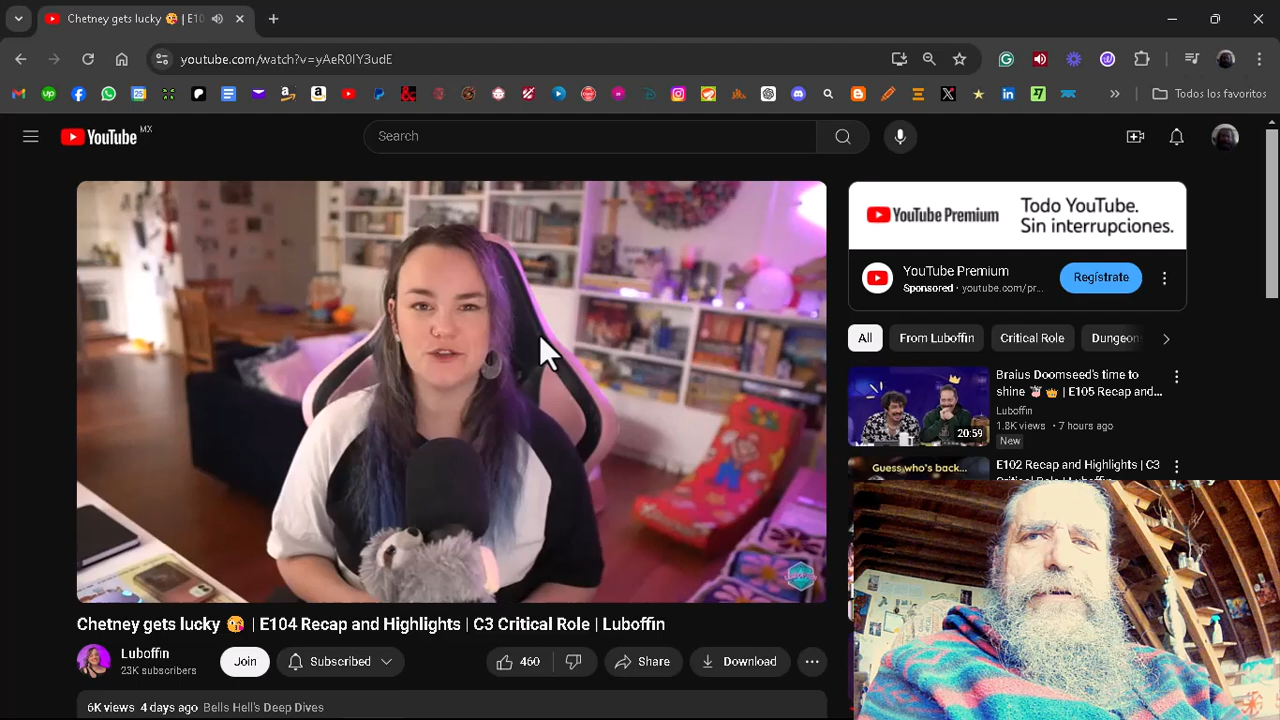 Chetney gets lucky 😘 | E10
youtube.com/watch?v=yAeR0IY3udE
Todos los favoritos
YouTube MX
Search
YouTube Premium
Todo YouTube.
Sin interrupciones.
YouTube Premium
Sponsored · youtube.com/pr...
Regístrate
All
From Luboffin
Critical Role
Dungeon
Braius Doomseed's time to
shine 🐮 👑 | E105 Recap and...
Luboffin
1.8K views · 7 hours ago
New
20:59
Guess who's back...
E102 Recap and Highlights | C3
Chetney gets lucky 😘 | E104 Recap and Highlights | C3 Critical Role | Luboffin
Luboffin
23K subscribers
Join
Subscribed
460
Share
Download
6K views 4 days ago Bells Hell's Deep Dives